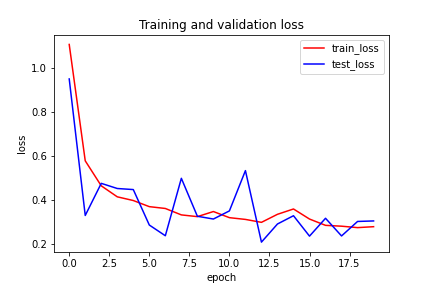 Training and validation loss
train_loss
test_loss
loss
1.0
0.8
0.6
0.4
0.2
0.0 2.5 5.0 7.5 10.0 12.5 15.0 17.5
epoch